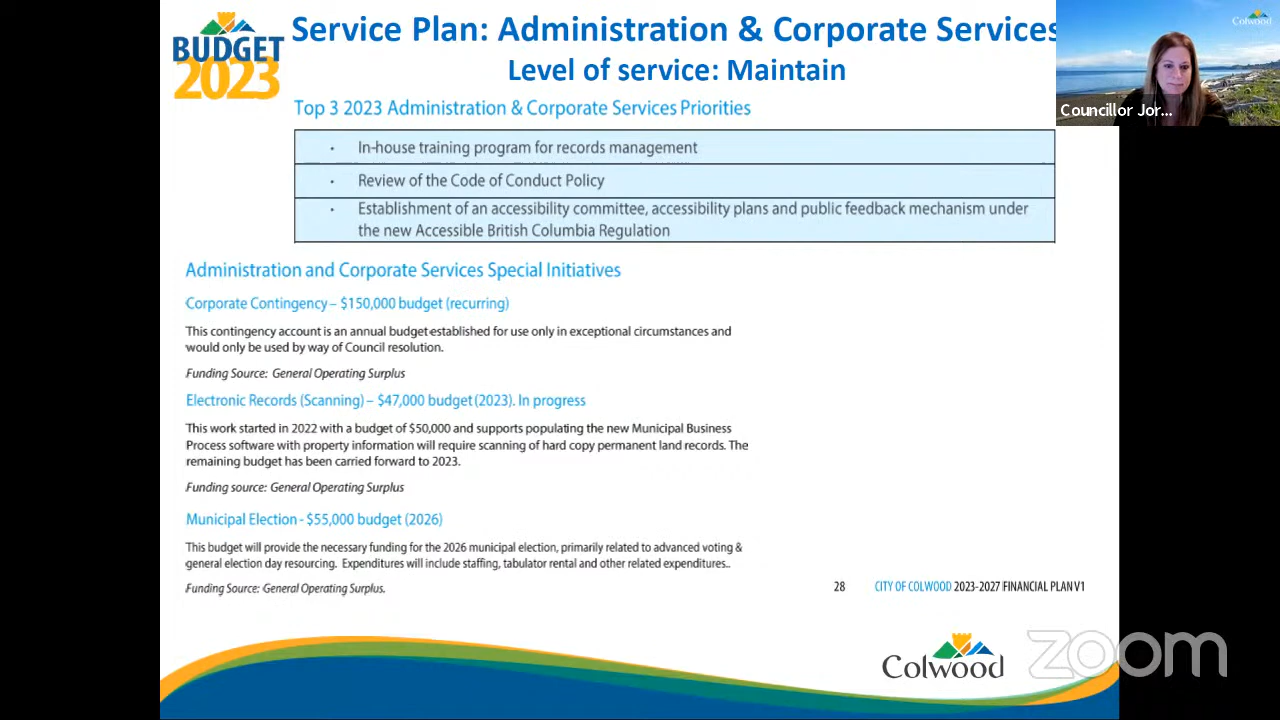 BUDGET
2023
Service Plan: Administration & Corporate Services
Level of service: Maintain
Colwood
Councillor Jor...
Top 3 2023 Administration & Corporate Services Priorities
• In-house training program for records management
• Review of the Code of Conduct Policy
• Establishment of an accessibility committee, accessibility plans and public feedback mechanism under
the new Accessible British Columbia Regulation
Administration and Corporate Services Special Initiatives
Corporate Contingency – $150,000 budget (recurring)
This contingency account is an annual budget established for use only in exceptional circumstances and
would only be used by way of Council resolution.
Funding Source: General Operating Surplus
Electronic Records (Scanning) – $47,000 budget (2023). In progress
This work started in 2022 with a budget of $50,000 and supports populating the new Municipal Business
Process software with property information will require scanning of hard copy permanent land records. The
remaining budget has been carried forward to 2023.
Funding source: General Operating Surplus
Municipal Election - $55,000 budget (2026)
This budget will provide the necessary funding for the 2026 municipal election, primarily related to advanced voting &
general election day resourcing. Expenditures will include staffing, tabulator rental and other related expenditures..
Funding Source: General Operating Surplus.
28 CITY OF COLWOOD 2023-2027 FINANCIAL PLAN V1
Colwood
zoom